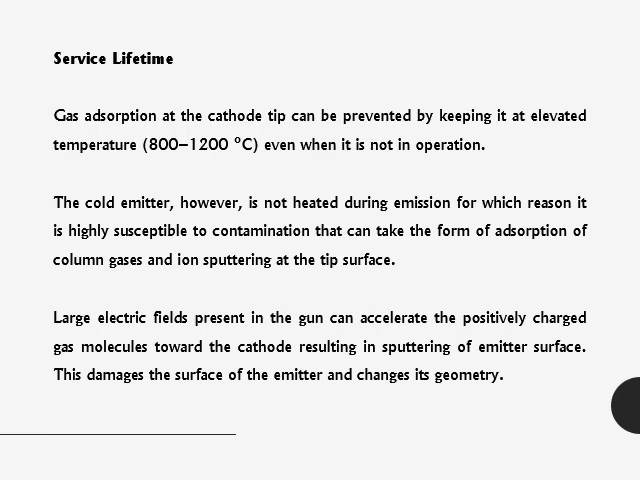 Service Lifetime
Gas adsorption at the cathode tip can be prevented by keeping it at elevated
temperature (800–1200 °C) even when it is not in operation.
The cold emitter, however, is not heated during emission for which reason it
is highly susceptible to contamination that can take the form of adsorption of
column gases and ion sputtering at the tip surface.
Large electric fields present in the gun can accelerate the positively charged
gas molecules toward the cathode resulting in sputtering of emitter surface.
This damages the surface of the emitter and changes its geometry.